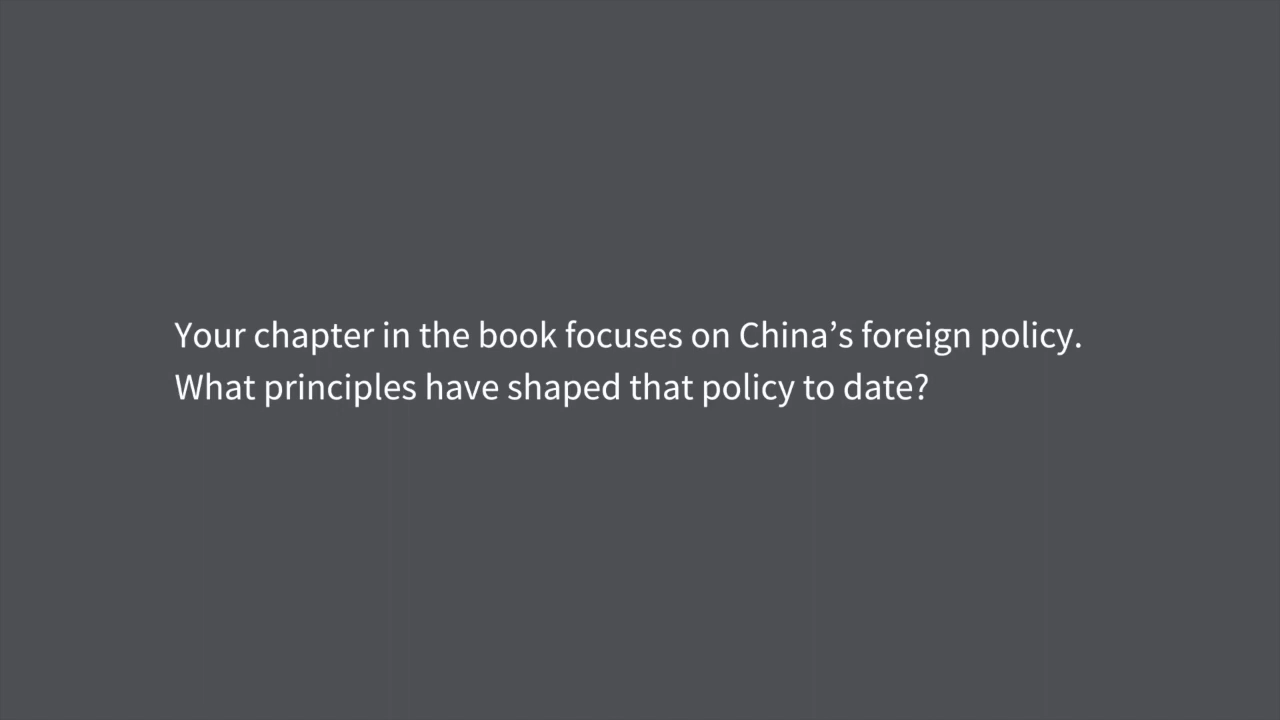 Your chapter in the book focuses on China’s foreign policy.
What principles have shaped that policy to date?